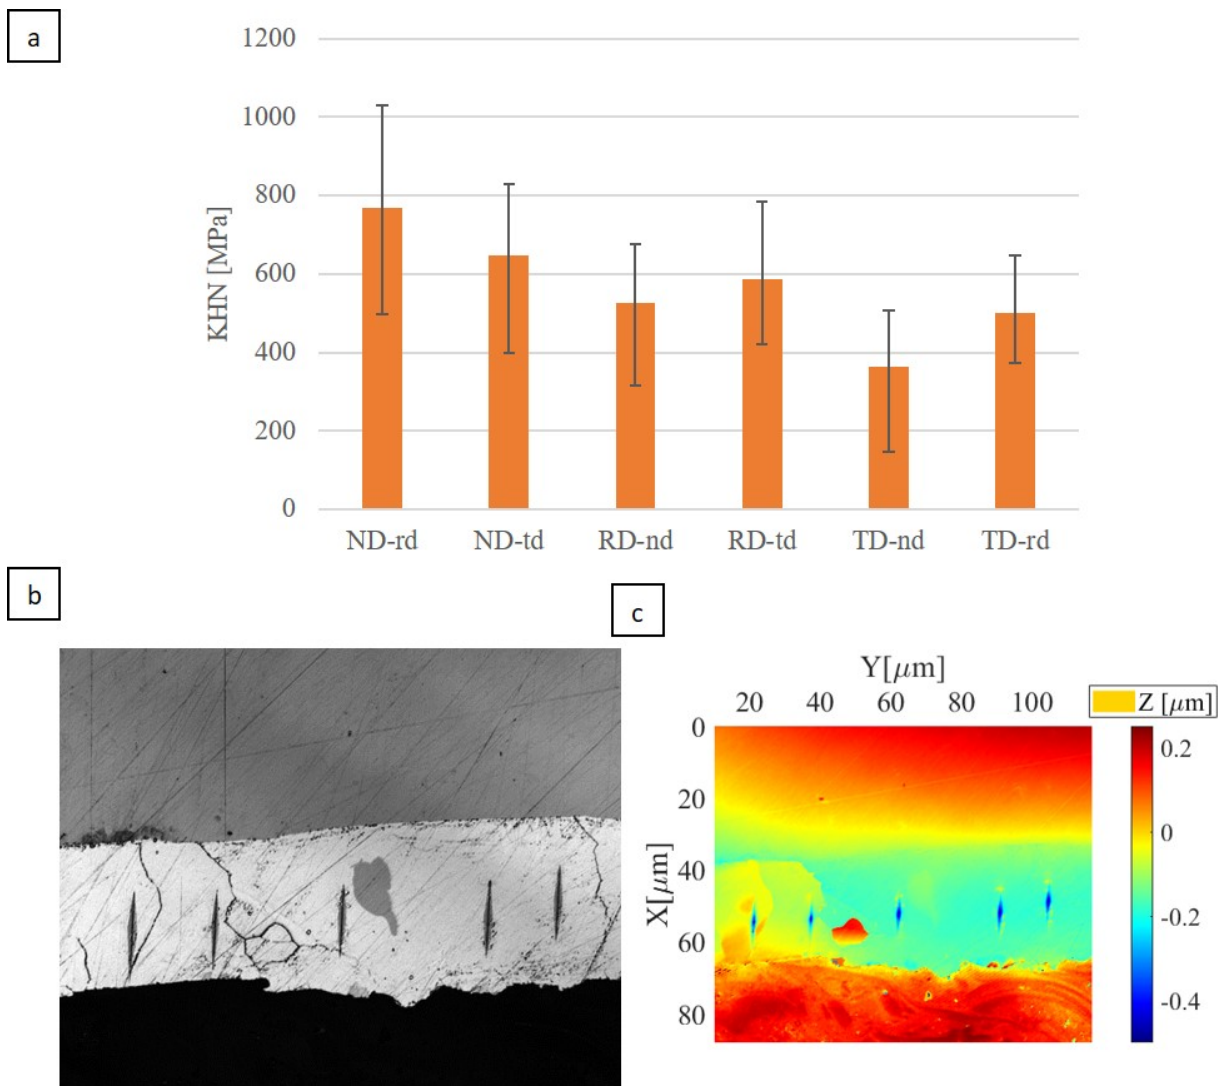 a
1200
1000
800
600
400
200
0
KHN [MPa]
ND-rd ND-td RD-nd RD-td TD-nd TD-rd
b
c
Y[μm]
20 40 60 80 100
Z [μm]
0
20
40
60
80
X[μm]
0.2
0
-0.2
-0.4